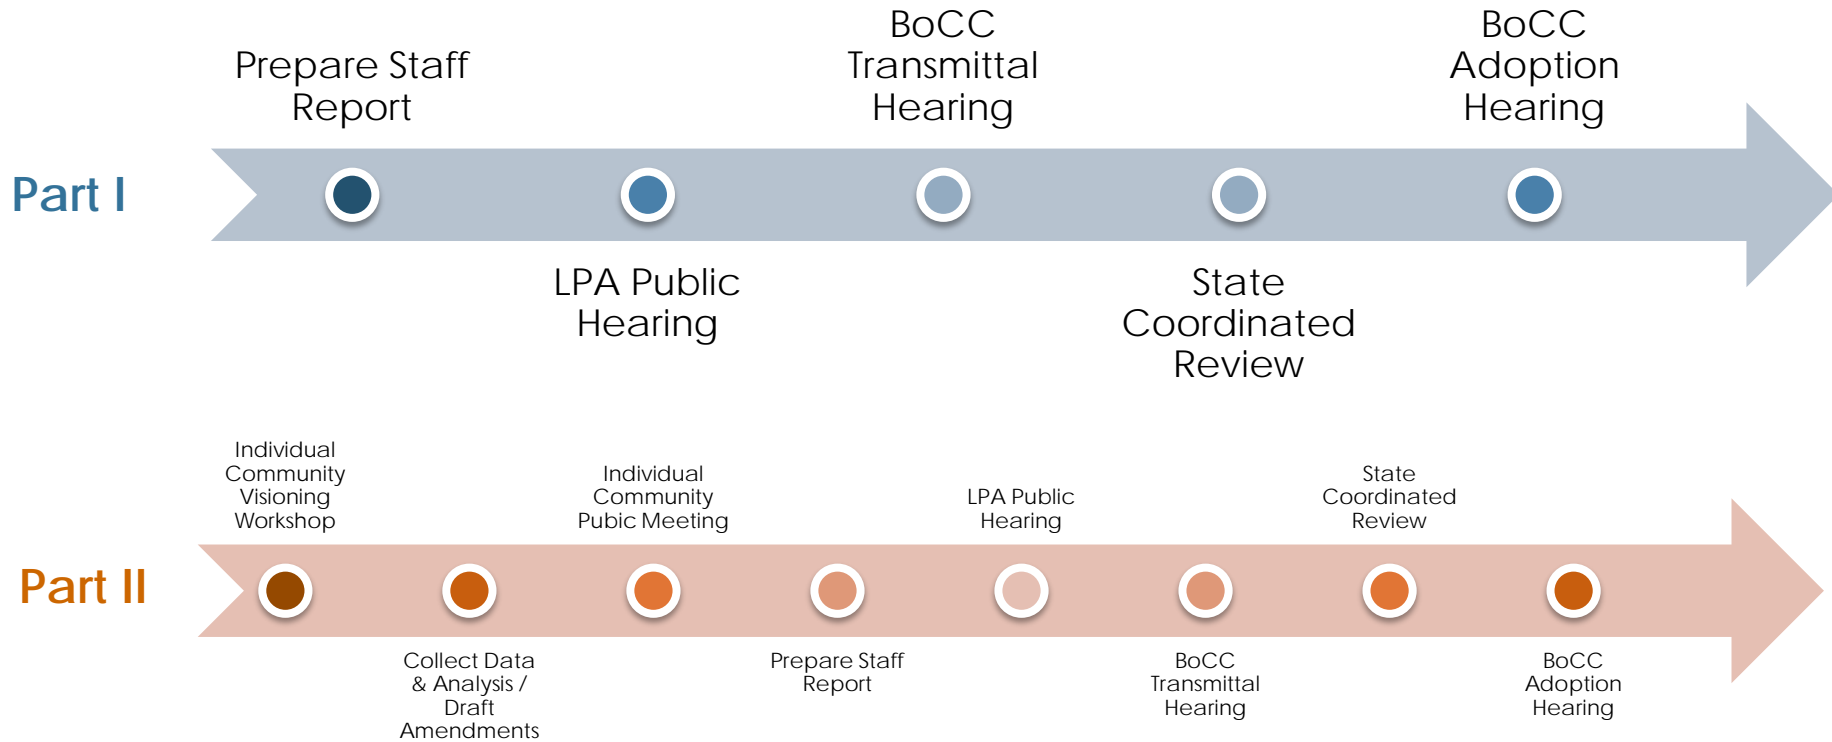 Part I
Prepare Staff
Report
LPA Public
Hearing
BoCC
Transmittal
Hearing
State
Coordinated
Review
BoCC
Adoption
Hearing
Part II
Individual
Community
Visioning
Workshop
Collect Data
& Analysis /
Draft
Amendments
Individual
Community
Pubic Meeting
Prepare Staff
Report
LPA Public
Hearing
BoCC
Transmittal
Hearing
State
Coordinated
Review
BoCC
Adoption
Hearing